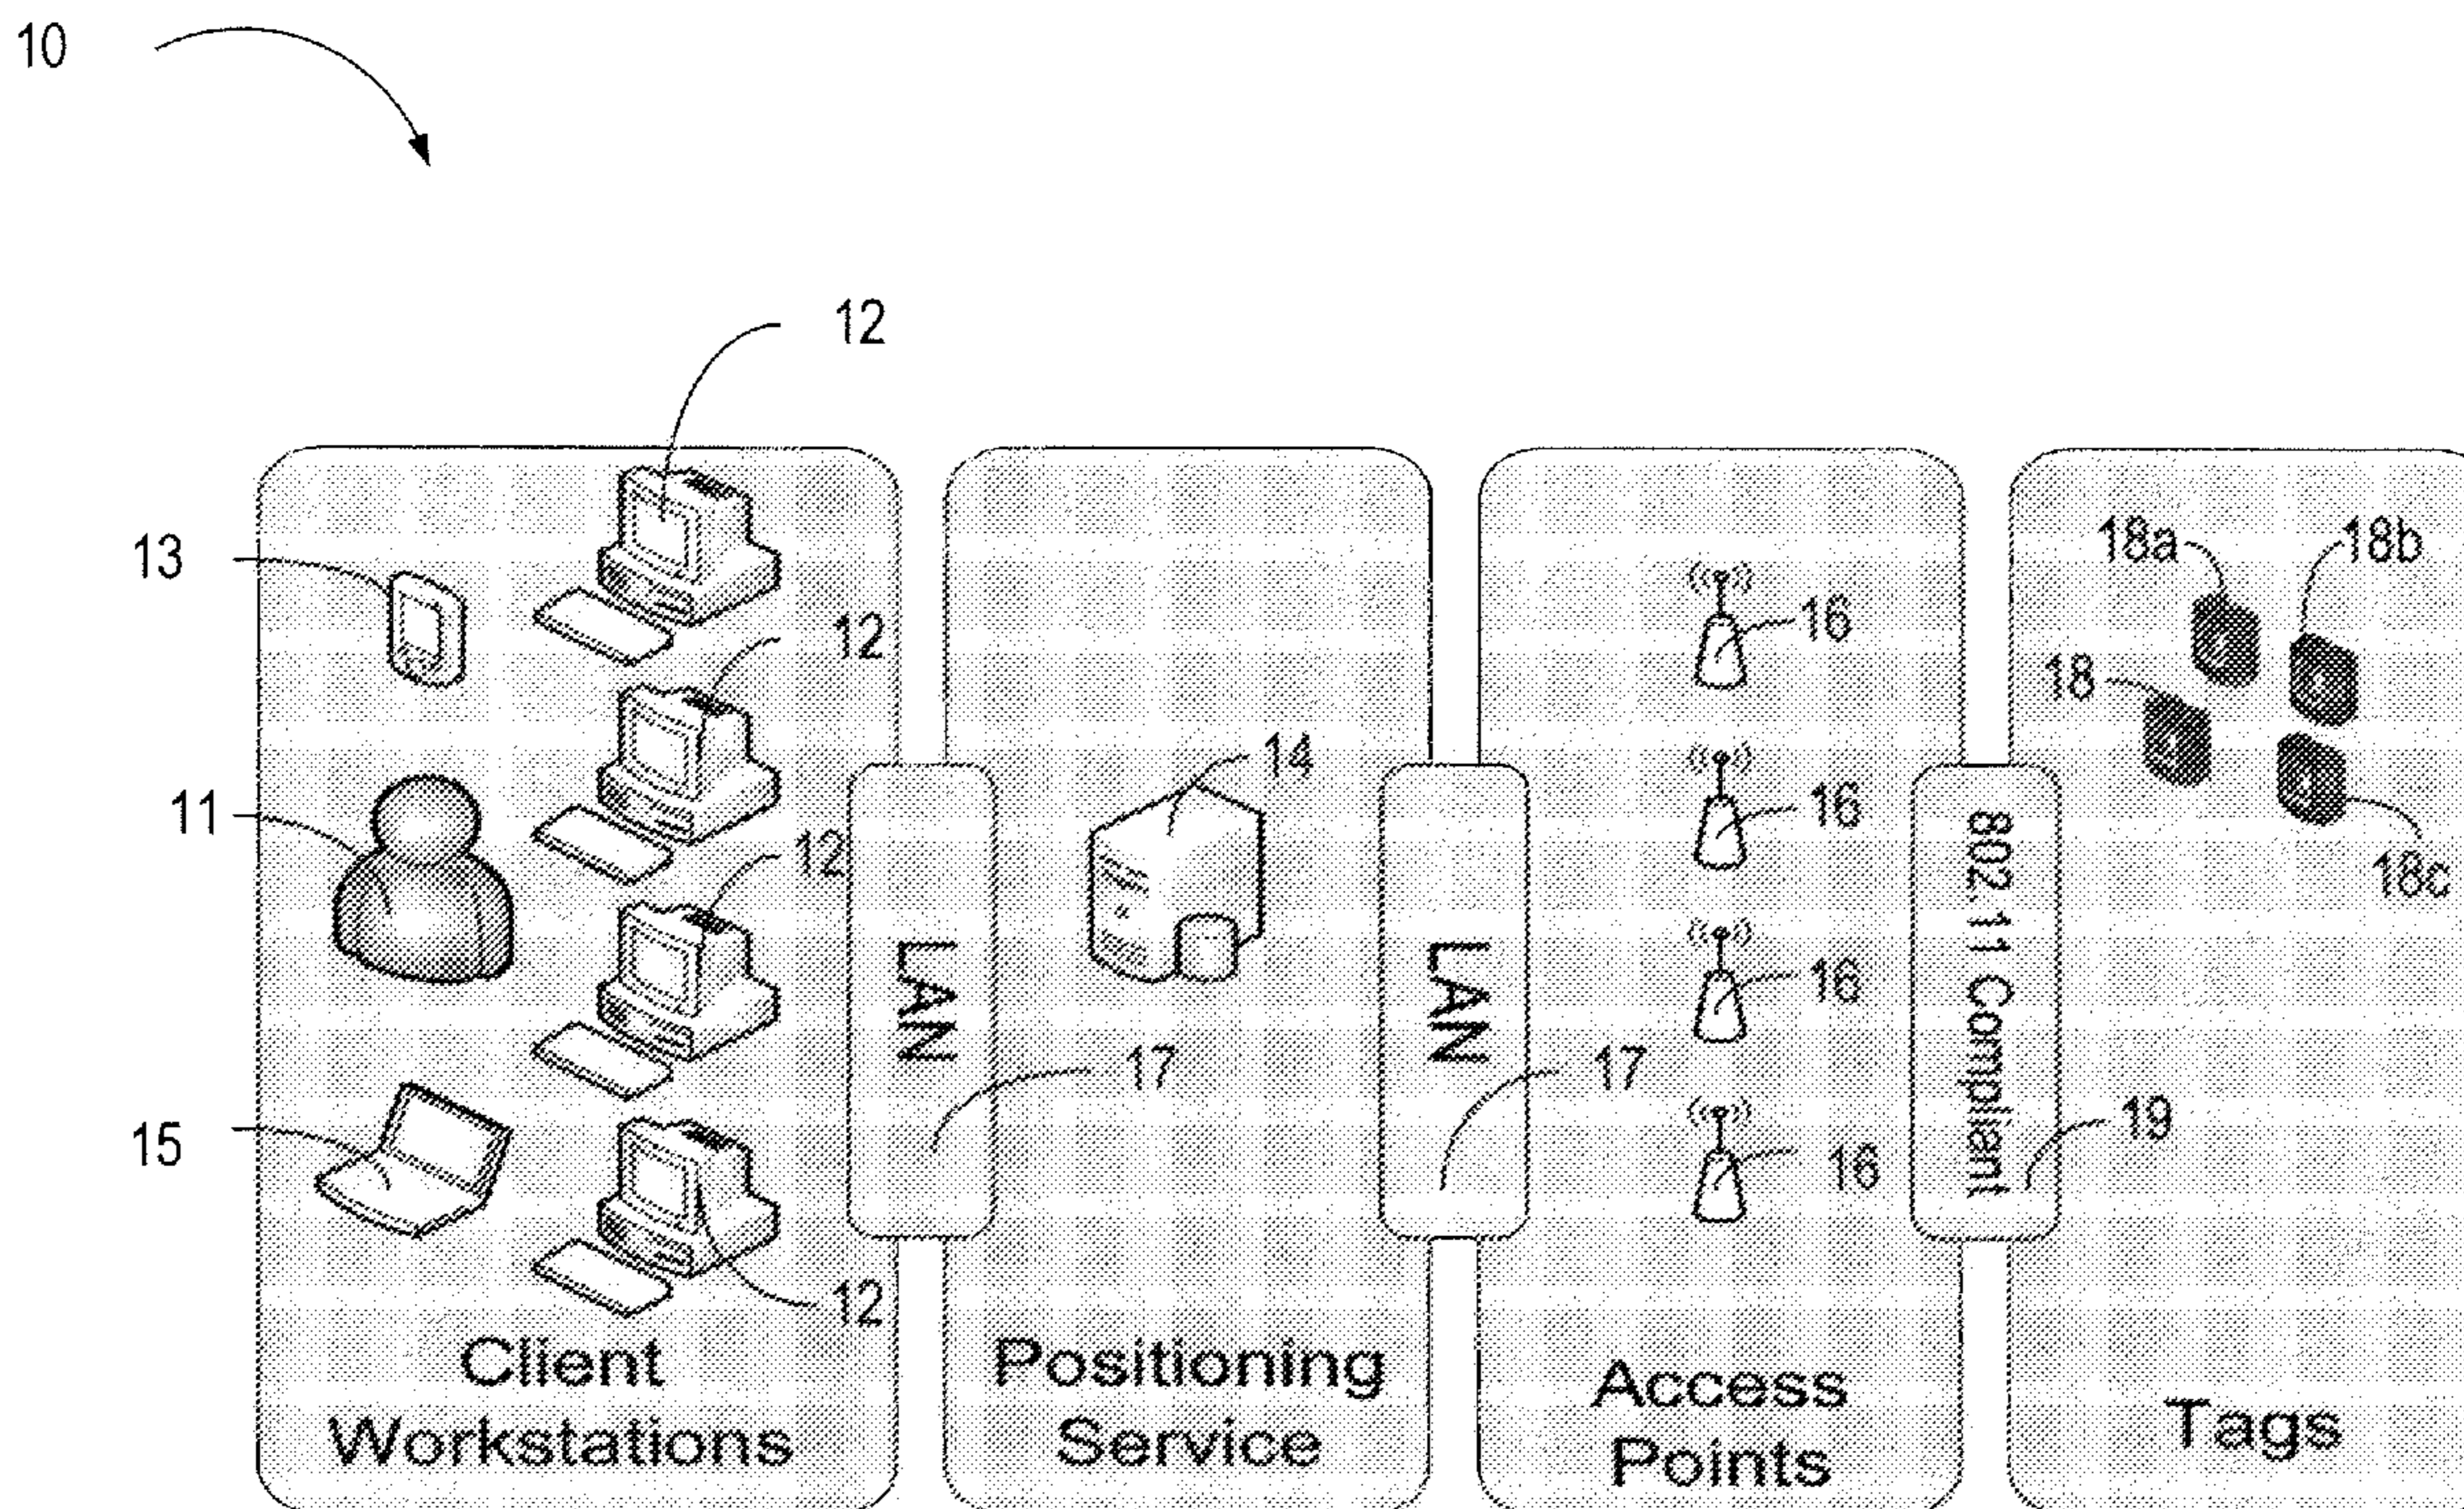 10
12
13
12
11
12
15
12
Client
Workstations
LAN
17
14
Positioning
Service
LAN
17
16
16
16
16
Access
Points
802.11 Compliant
19
18a
18b
18
18c
Tags